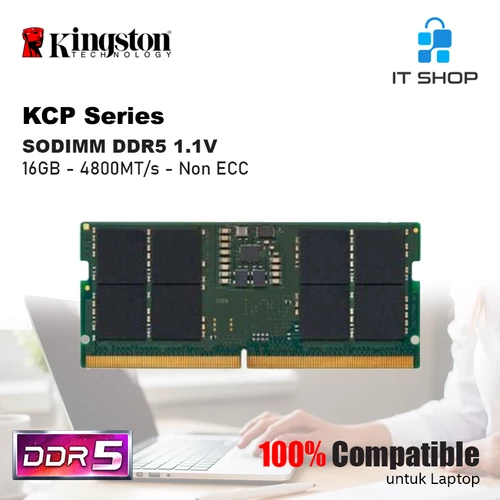 Kingston
TECHNOLOGY
IT SHOP
KCP Series
SODIMM DDR5 1.1V
16GB - 4800MT/s - Non ECC
DDR5
100% Compatible
untuk Laptop